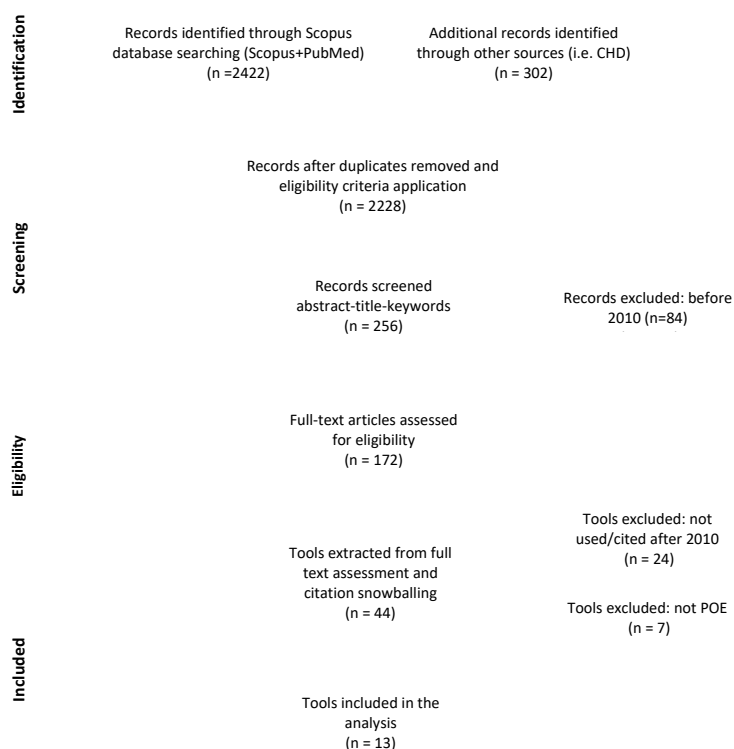 Identification
Records identified through Scopus
database searching (Scopus+PubMed)
(n =2422)
Additional records identified
through other sources (i.e. CHD)
(n = 302)
Screening
Records after duplicates removed and
eligibility criteria application
(n = 2228)
Records screened
abstract-title-keywords
(n = 256)
Records excluded: before
2010 (n=84)
Eligibility
Full-text articles assessed
for eligibility
(n = 172)
Tools excluded: not
used/cited after 2010
(n = 24)
Tools extracted from full
text assessment and
citation snowballing
(n = 44)
Tools excluded: not POE
(n = 7)
Included
Tools included in the
analysis
(n = 13)